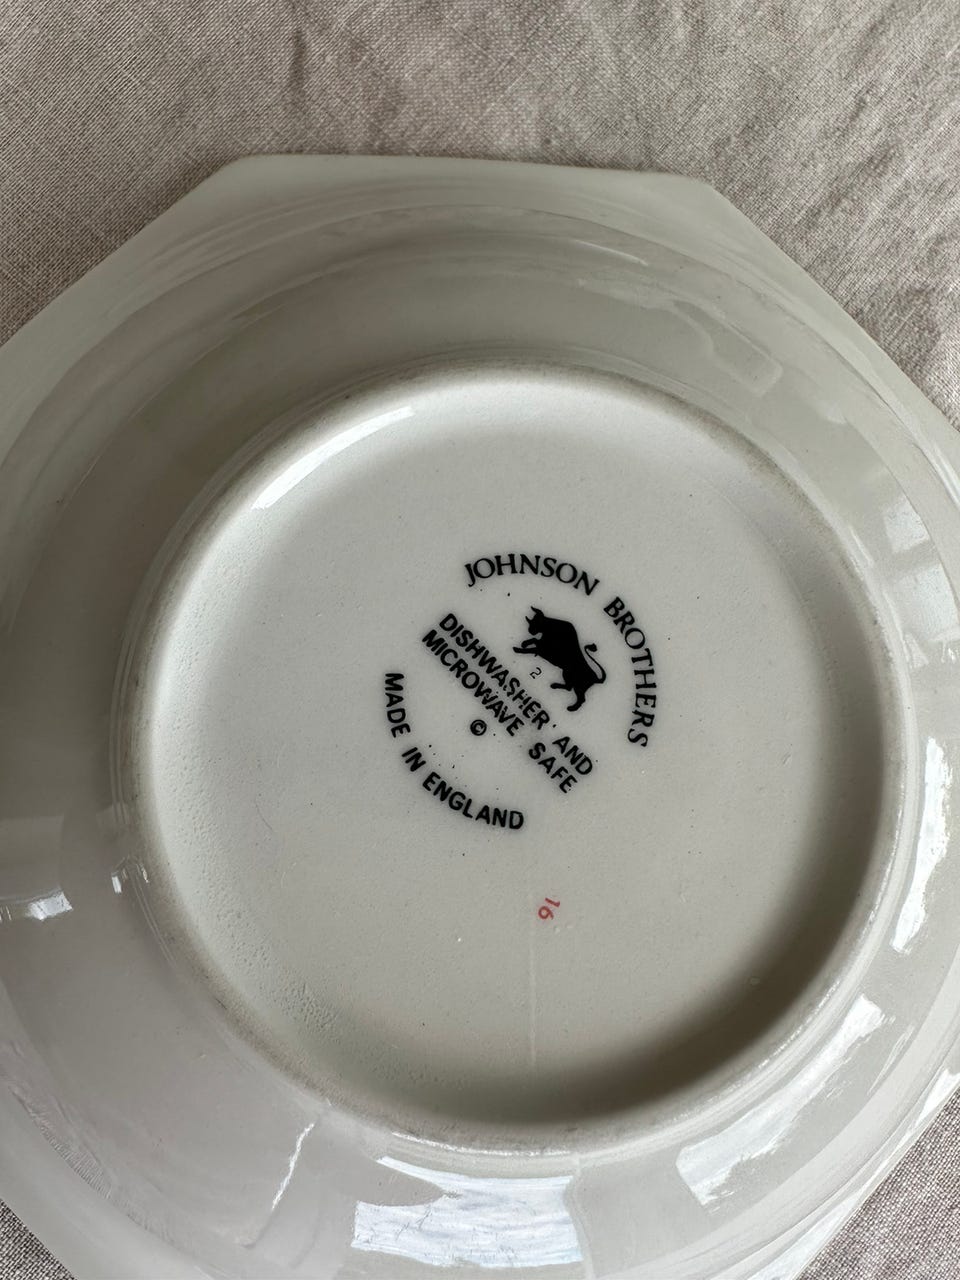 JOHNSON BROTHERS
2
DISHWASHER AND
MICROWAVE SAFE
©
MADE IN ENGLAND
16